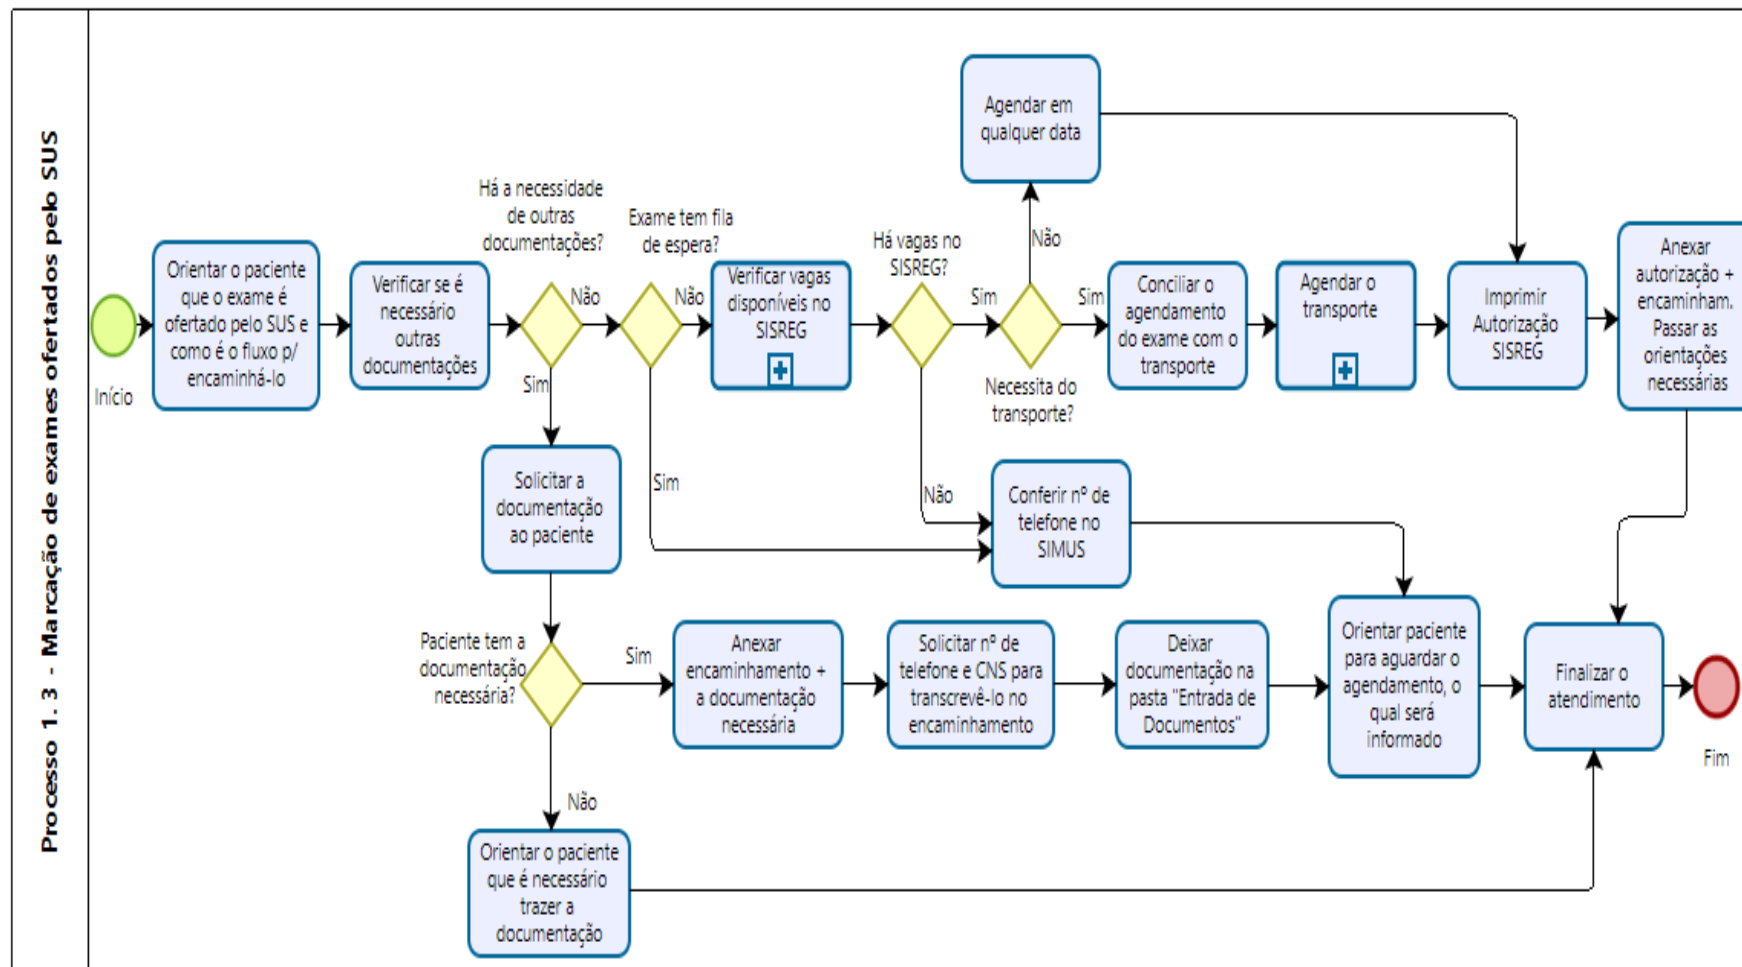 Processo 1. 3 - Marcação de exames ofertados pelo SUS
Início
Orientar o paciente
que o exame é
ofertado pelo SUS e
como é o fluxo p/
encaminhá-lo
Verificar se é
necessário
outras
documentações
Há a necessidade
de outras
documentações?
Não
Sim
Exame tem fila
de espera?
Não
Sim
Verificar vagas
disponíveis no
SISREG
Há vagas no
SISREG?
Sim
Não
Necessita do
transporte?
Não
Sim
Agendar em
qualquer data
Conciliar o
agendamento
do exame com o
transporte
Agendar o
transporte
Imprimir
Autorização
SISREG
Anexar
autorização +
encaminham.
Passar as
orientações
necessárias
Solicitar a
documentação
ao paciente
Conferir nº de
telefone no
SIMUS
Paciente tem a
documentação
necessária?
Sim
Não
Anexar
encaminhamento +
a documentação
necessária
Solicitar nº de
telefone e CNS para
transcrevê-lo no
encaminhamento
Deixar
documentação na
pasta "Entrada de
Documentos"
Orientar paciente
para aguardar o
agendamento, o
qual será
informado
Finalizar o
atendimento
Fim
Orientar o paciente
que é necessário
trazer a
documentação